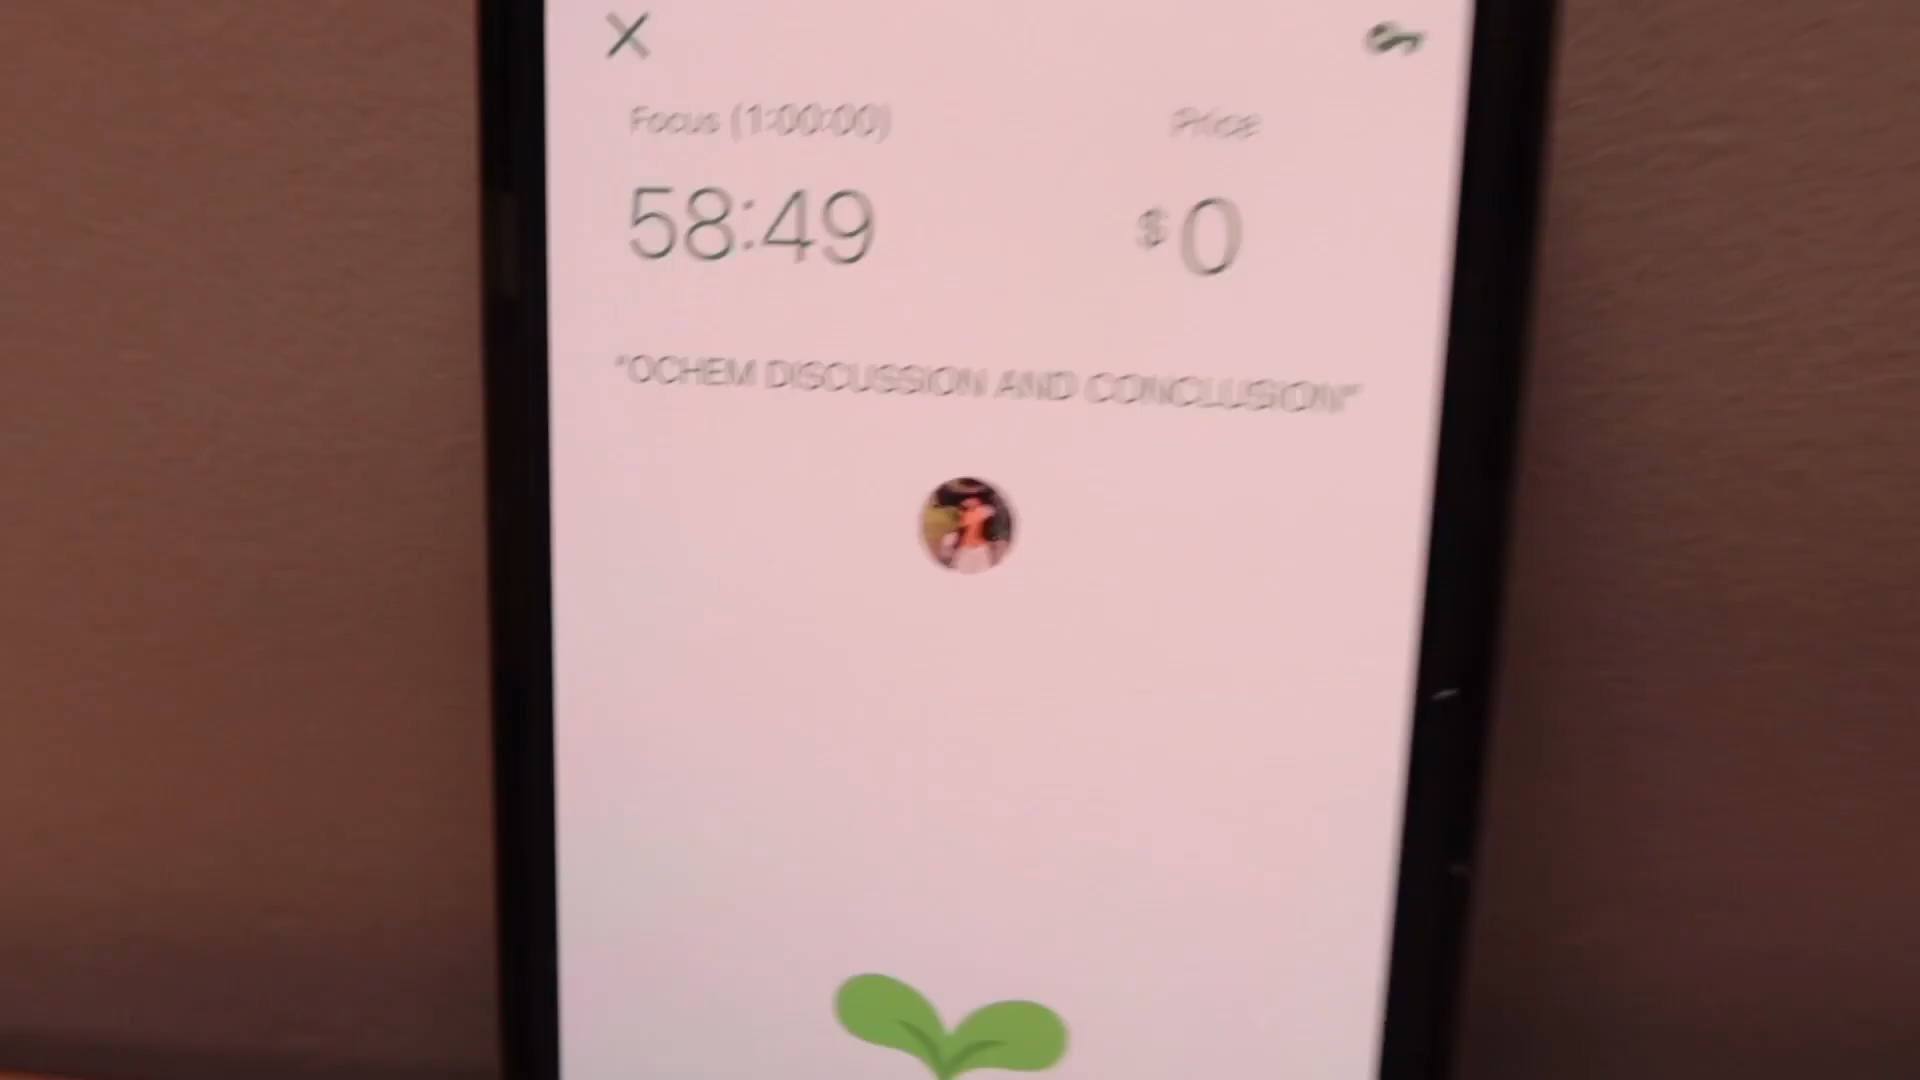 Focus (1:00:00) Price
58:49 $0
"OCHEM DISCUSSION AND CONCLUSION"